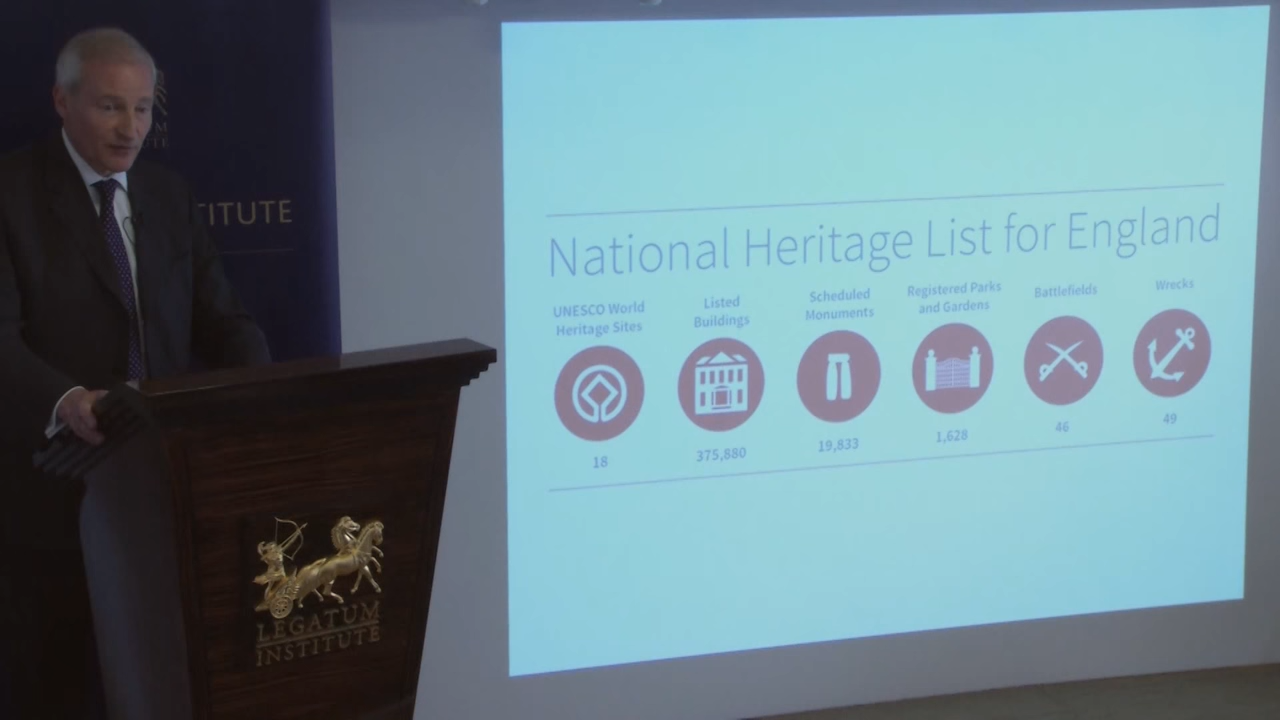 TITUTE
National Heritage List for England
UNESCO World
Heritage Sites
Listed
Buildings
Scheduled
Monuments
Registered Parks
and Gardens
Battlefields
Wrecks
18
375,880
19,833
1,628
46
49
LEGATUM
INSTITUTE